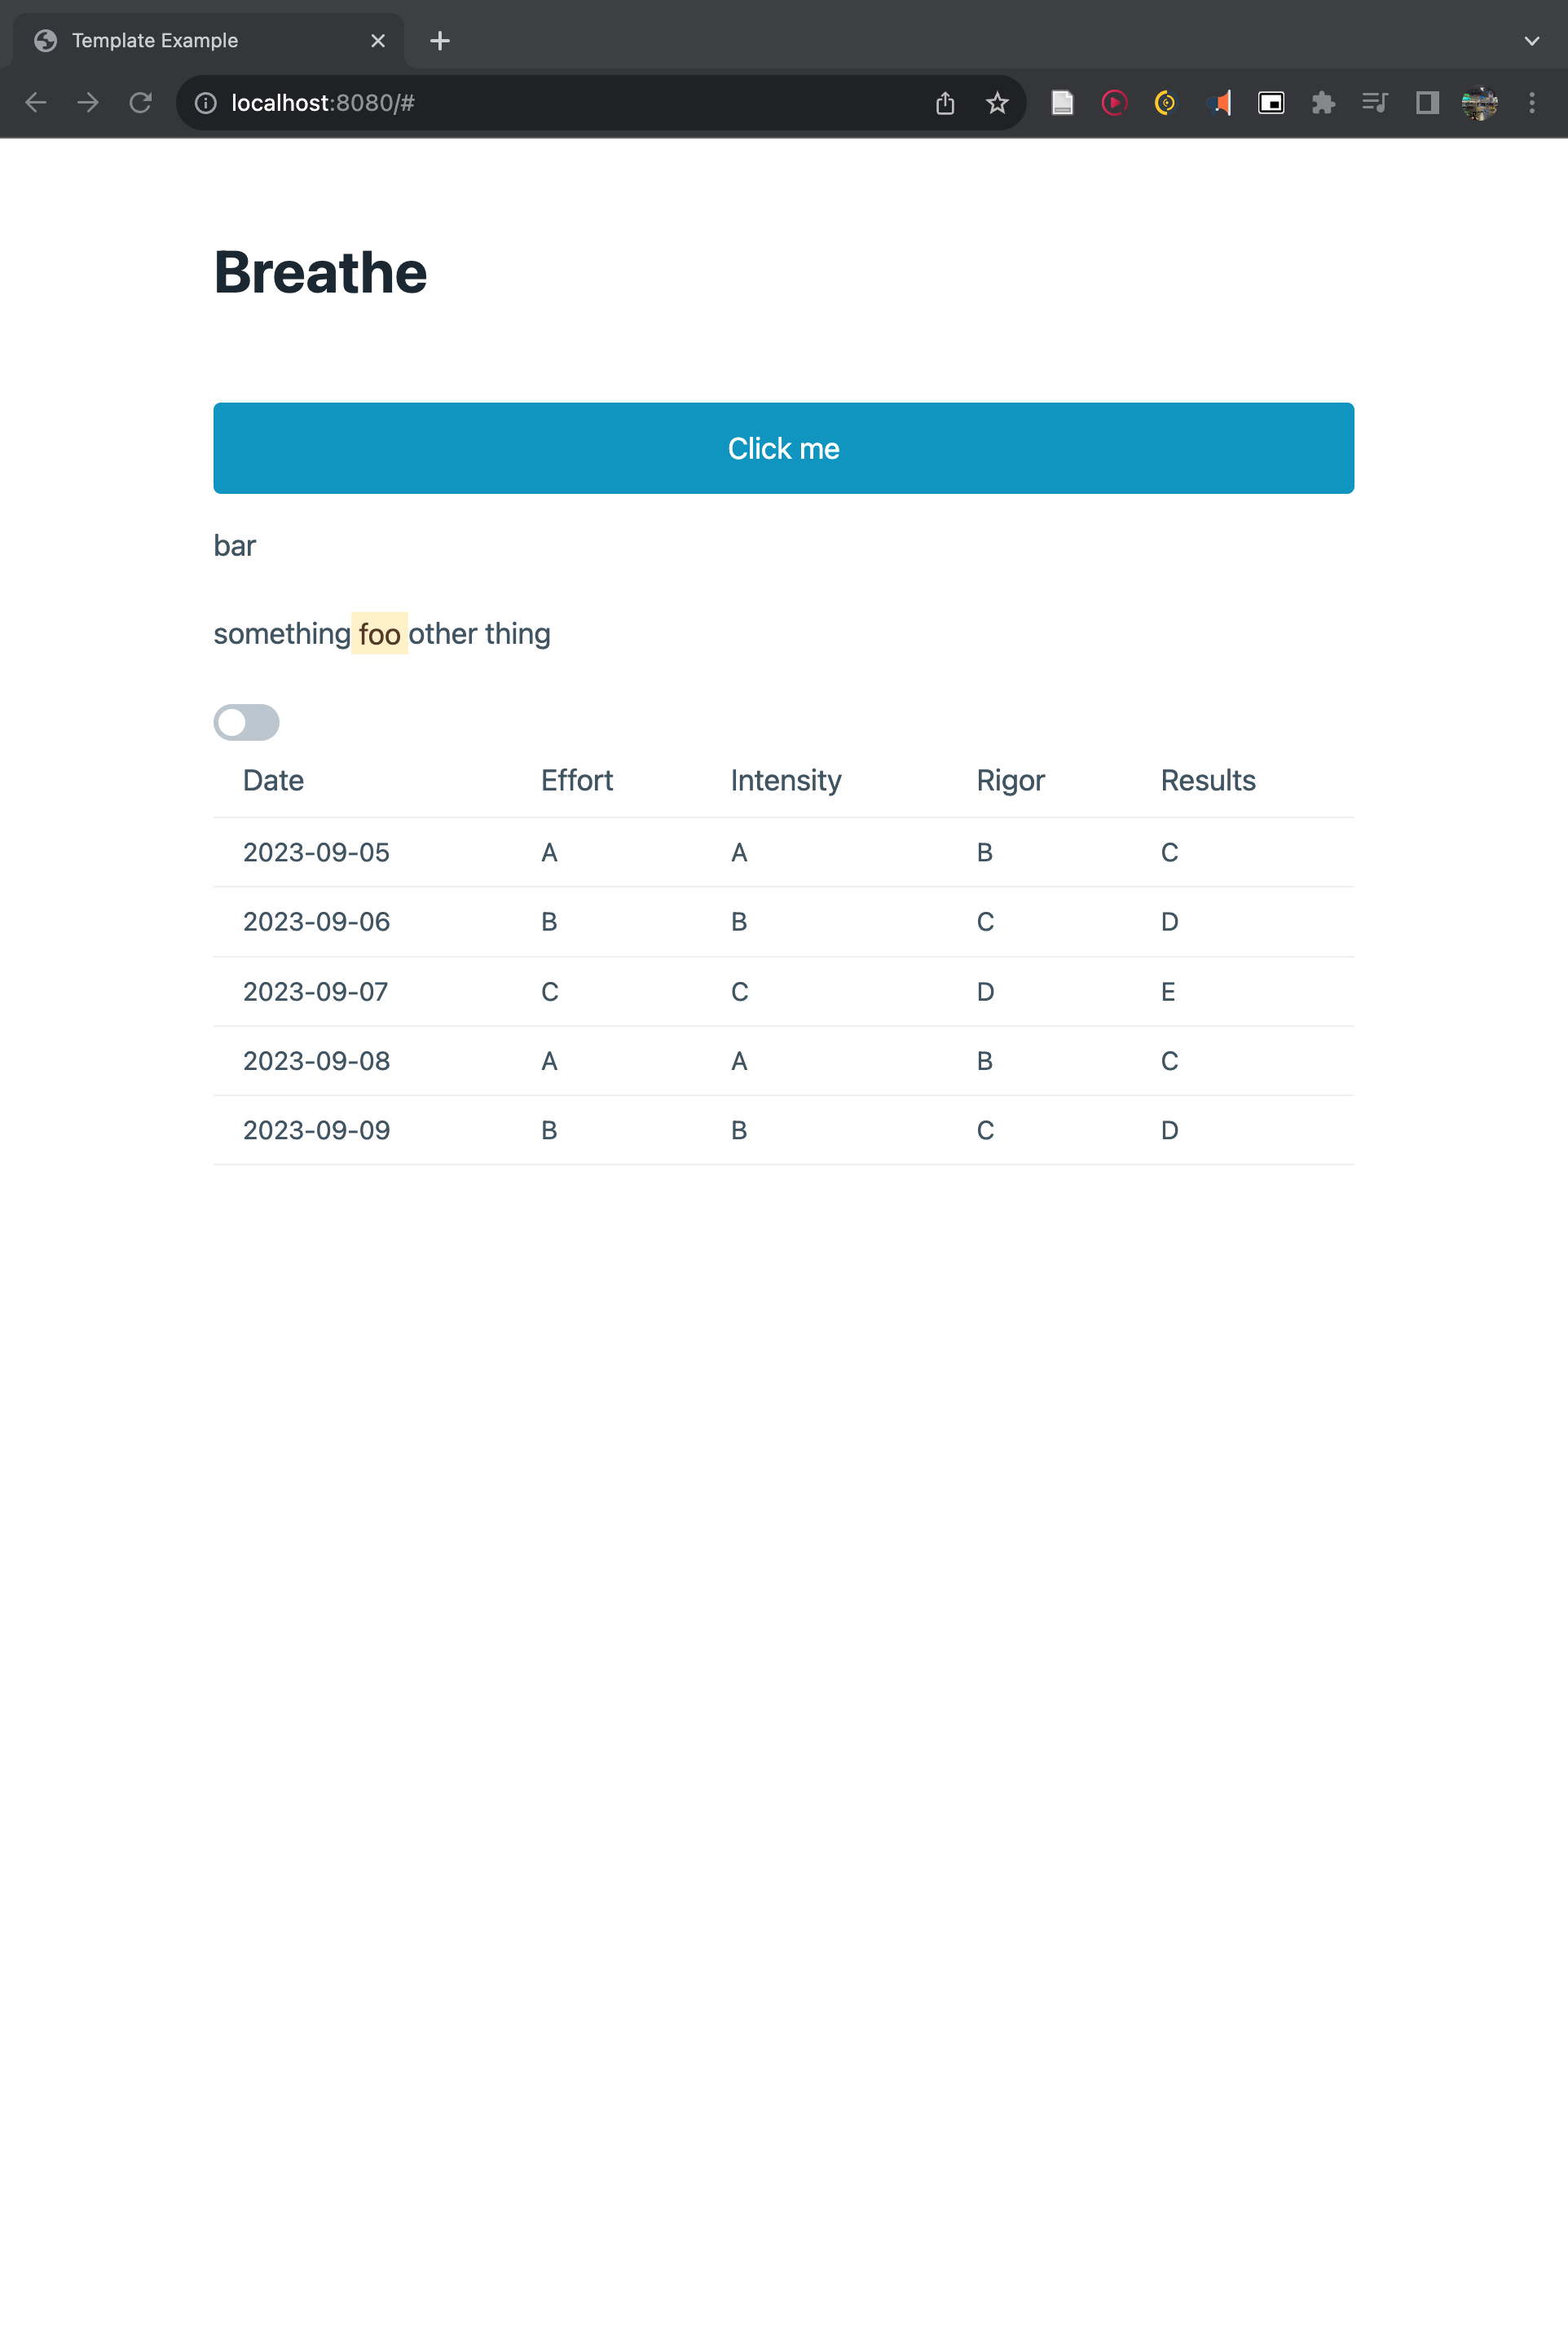 Template Example
localhost:8080/#
Breathe
Click me
bar
something foo other thing
Date Effort Intensity Rigor Results
2023-09-05 A A B C
2023-09-06 B B C D
2023-09-07 C C D E
2023-09-08 A A B C
2023-09-09 B B C D